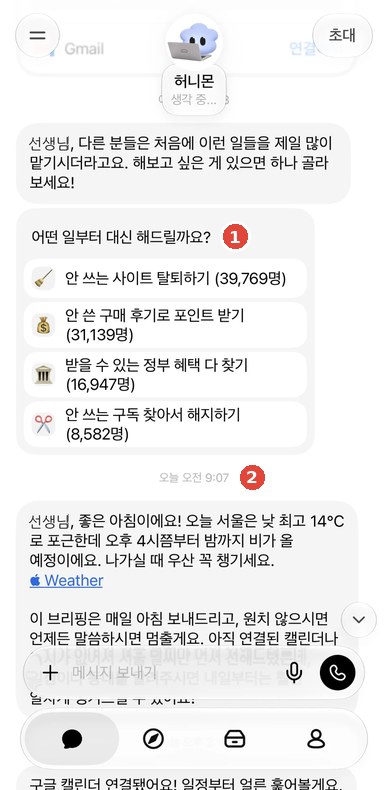 Gmail
초대
허니몬
생각 중...
선생님, 다른 분들은 처음에 이런 일들을 제일 많이
맡기시더라고요. 해보고 싶은 게 있으면 하나 골라
보세요!
어떤 일부터 대신 해드릴까요? 1
안 쓰는 사이트 탈퇴하기 (39,769명)
안 쓴 구매 후기로 포인트 받기
(31,139명)
받을 수 있는 정부 혜택 다 찾기
(16,947명)
안 쓰는 구독 찾아서 해지하기
(8,582명)
오늘 오전 9:07 2
선생님, 좋은 아침이에요! 오늘 서울은 낮 최고 14°C
로 포근한데 오후 4시쯤부터 밤까지 비가 올
예정이에요. 나가실 때 우산 꼭 챙기세요.
Weather
이 브리핑은 매일 아침 보내드리고, 원치 않으시면
언제든 말씀하시면 멈출게요. 아직 연결된 캘린더나
메시지 보내기
구글 캘린더 연결됐어요! 일정부터 얼른 훑어볼게요.